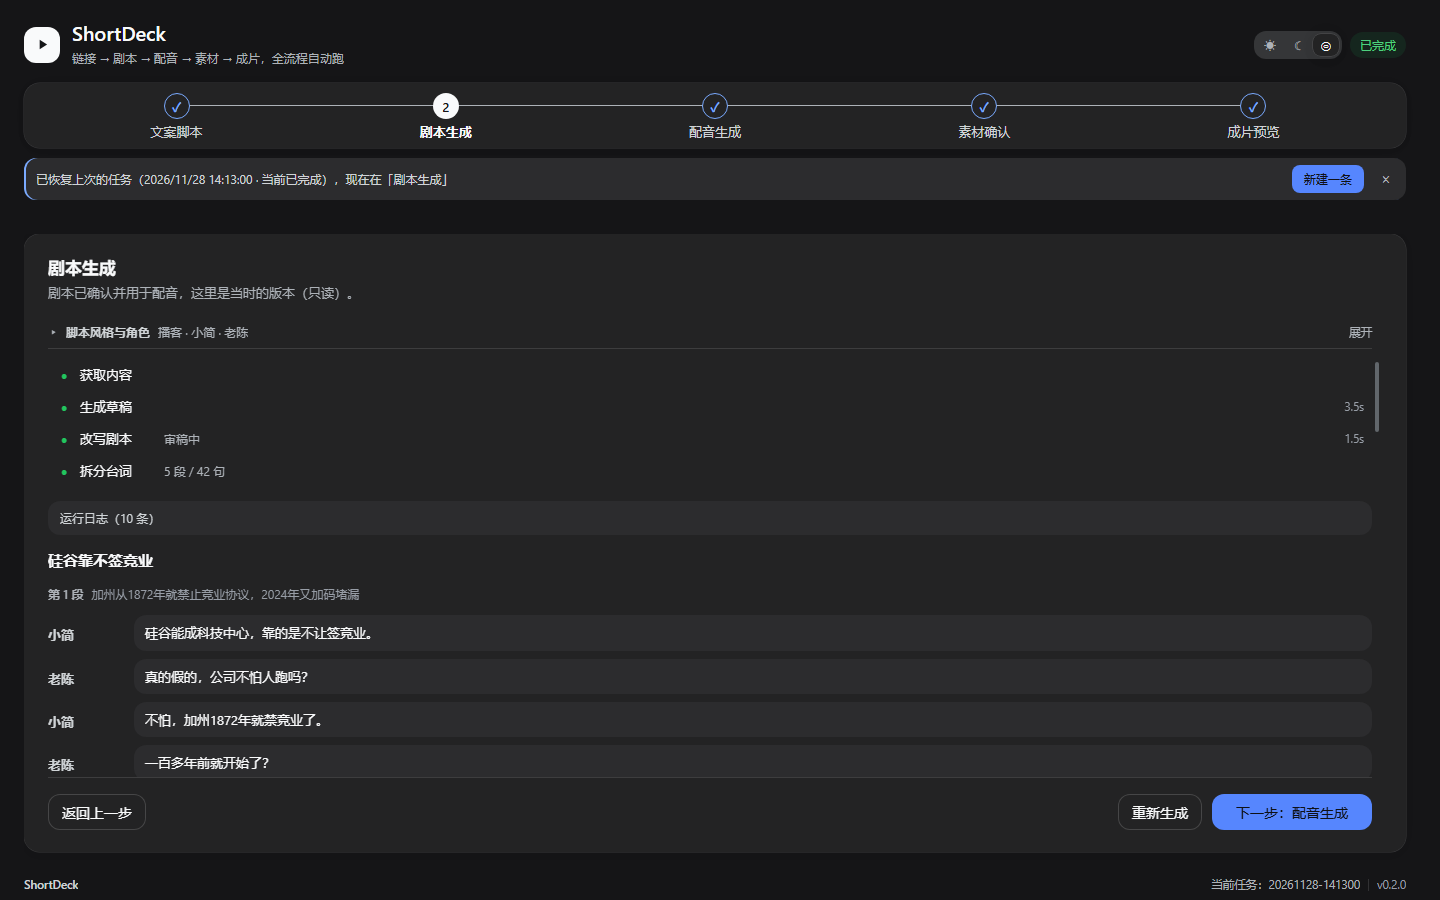 ShortDeck
链接 → 剧本 → 配音 → 素材 → 成片，全流程自动跑
已完成
文案脚本
2
剧本生成
配音生成
素材确认
成片预览
已恢复上次的任务（2026/11/28 14:13:00 · 当前已完成），现在在「剧本生成」
新建一条
×
剧本生成
剧本已确认并用于配音，这里是当时的版本（只读）。
脚本风格与角色 播客 · 小简 · 老陈
展开
获取内容
生成草稿 3.5s
改写剧本 审稿中 1.5s
拆分台词 5 段 / 42 句
运行日志（10 条）
硅谷靠不签竞业
第 1 段 加州从1872年就禁止竞业协议，2024年又加码堵漏
小简 硅谷能成科技中心，靠的是不让签竞业。
老陈 真的假的，公司不怕人跑吗？
小简 不怕，加州1872年就禁竞业了。
老陈 一百多年前就开始了？
返回上一步
重新生成
下一步：配音生成
ShortDeck
当前任务：20261128-141300
v0.2.0